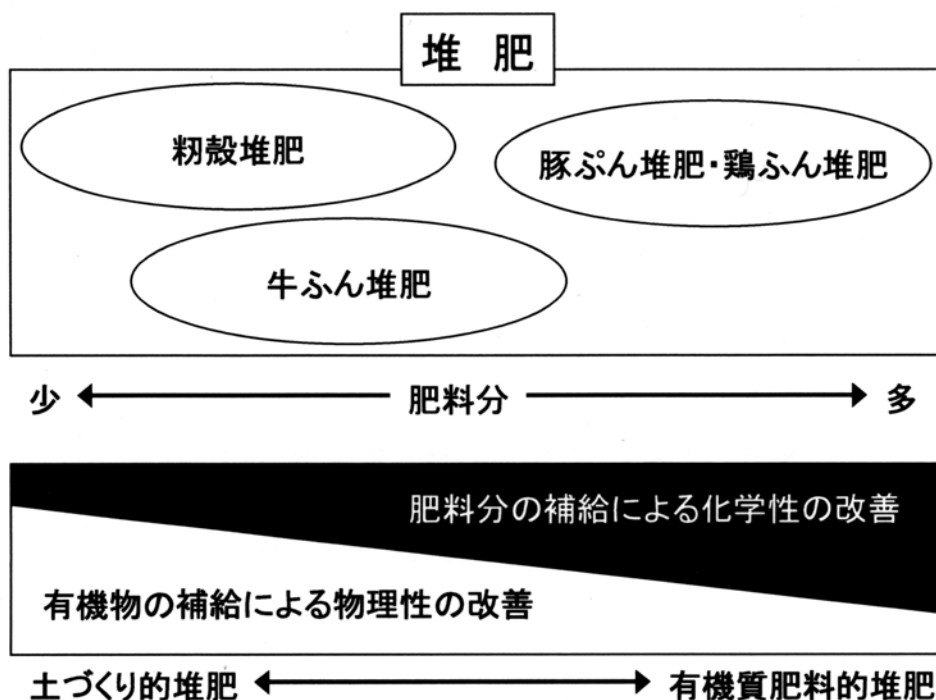 堆 肥
籾殻堆肥
豚ぷん堆肥・鶏ふん堆肥
牛ふん堆肥
少 肥料分 多
肥料分の補給による化学性の改善
有機物の補給による物理性の改善
土づくり的堆肥 有機質肥料的堆肥